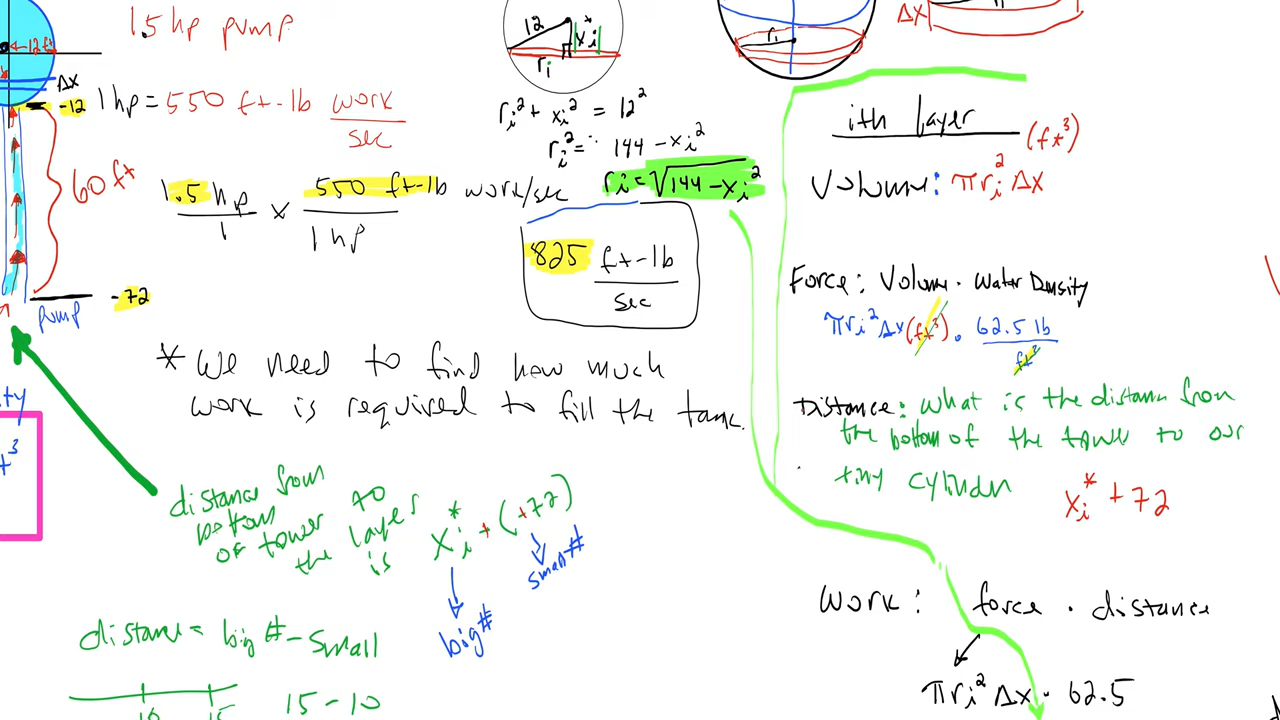 1.5 hp pump
←12ft
Δx
-12
1 hp = 550 ft-lb work
sec
60 ft
1.5 hp × 550 ft-lb work/sec
1 1 hp
825 ft-lb
sec
-72
pump
12
xi*
ri
ri² + xi² = 12²
ri² = 144 - xi²
ri = √144 - xi²
ri
Δx
ith layer
(ft³)
Volume: πri² Δx
Force: Volume · Water Density
πri² Δx (ft³) · 62.5 lb
ft³
Distance: What is the distance from
the bottom of the tower to our
tiny cylinder
xi* + 72
Work: force · distance
πri² Δx · 62.5
* We need to find how much
work is required to fill the tank.
distance from
bottom
of tower to
the layers
is
xi* + (+72)
small #
big #
distance = big # - small
15 - 10
10 15
t³